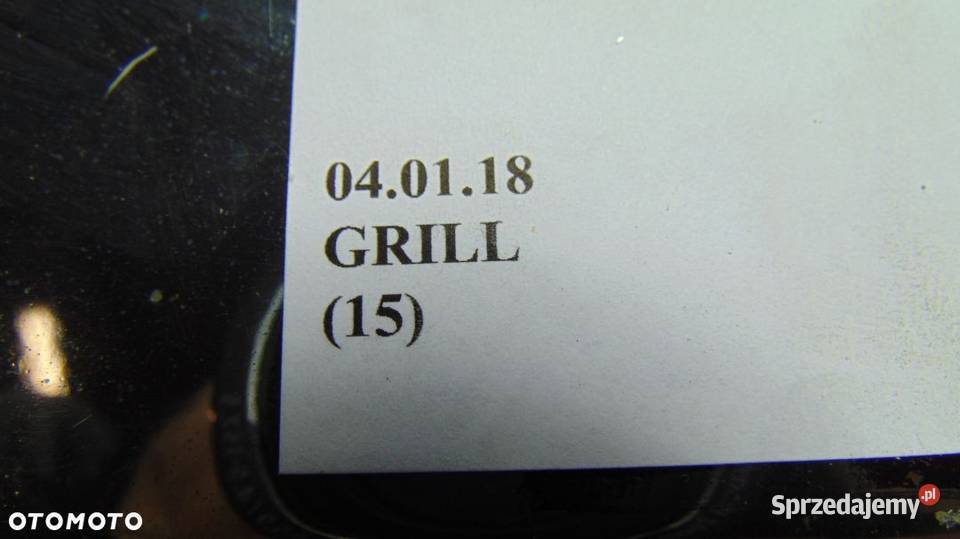 04.01.18
GRILL
(15)
OTOMOTO
Sprzedajemy.pl